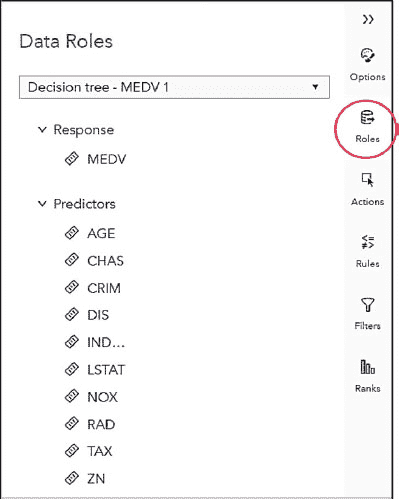 Data Roles
Decision tree - MEDV 1
Response
MEDV
Predictors
AGE
CHAS
CRIM
DIS
IND...
LSTAT
NOX
RAD
TAX
ZN
Options
Roles
Actions
Rules
Filters
Ranks